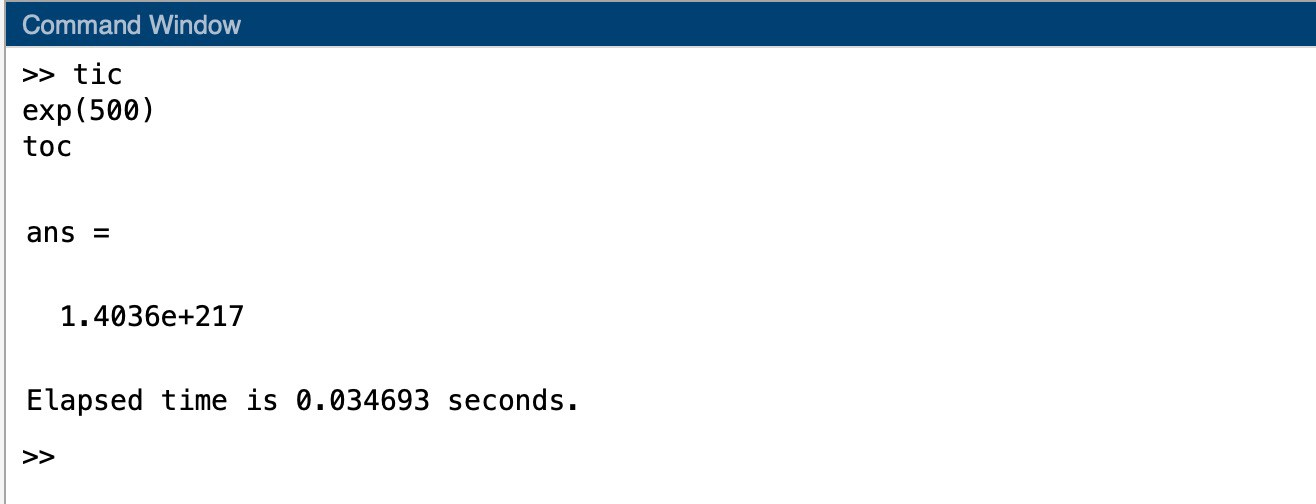 Command Window
>> tic
exp(500)
toc
ans =
1.4036e+217
Elapsed time is 0.034693 seconds.
>>